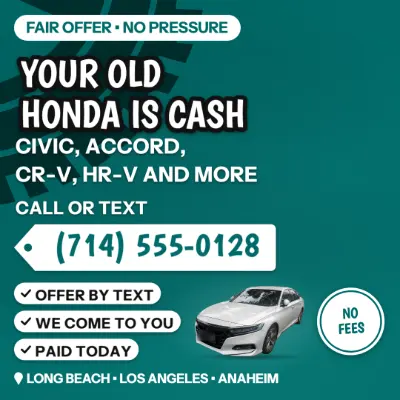 FAIR OFFER • NO PRESSURE
YOUR OLD
HONDA IS CASH
CIVIC, ACCORD,
CR-V, HR-V AND MORE
CALL OR TEXT
(714) 555-0128
✓ OFFER BY TEXT
✓ WE COME TO YOU
✓ PAID TODAY
NO
FEES
LONG BEACH • LOS ANGELES • ANAHEIM